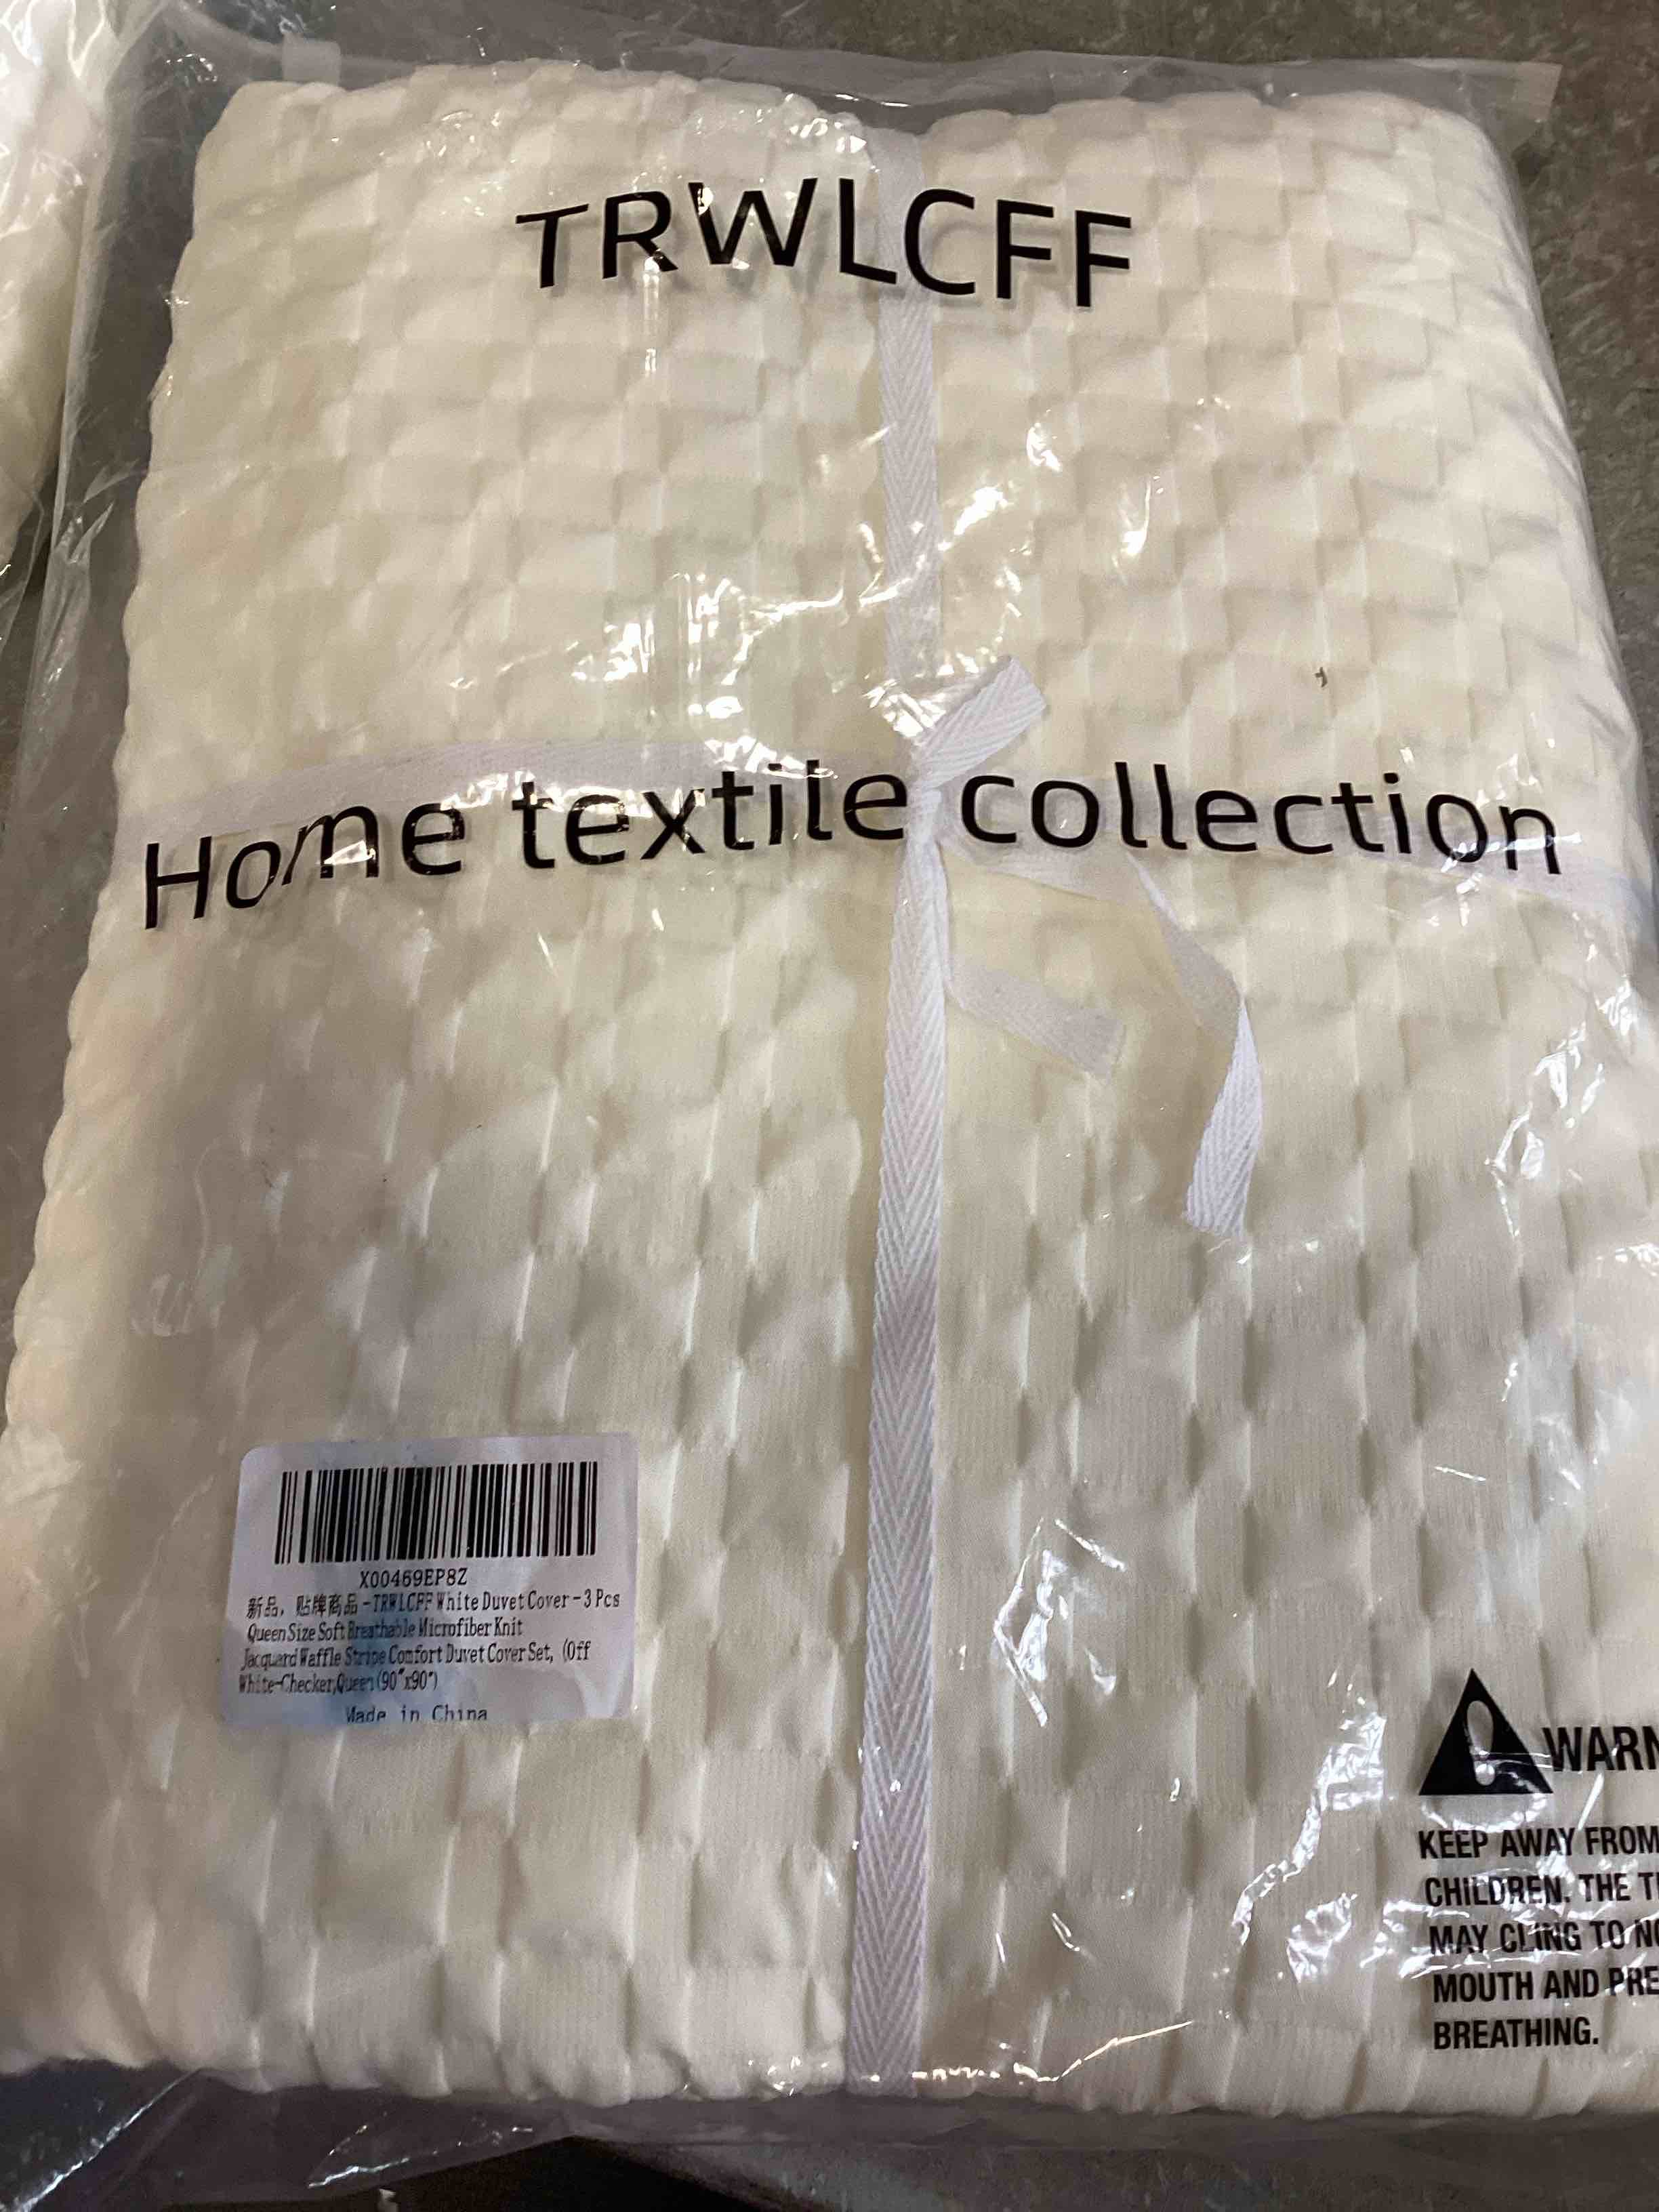 TRWLCFF
Home textile collection
X00469EP8Z
新品, 贴牌商品-TRWLCFF White Duvet Cover-3 Pcs
Queen Size Soft Breathable Microfiber Knit
Jacquard Waffle Stripe Comfort Duvet Cover Set, (Off
White-Checker,Queen(90"x90")
Made in China
WARN
KEEP AWAY FROM
CHILDREN. THE T
MAY CLING TO NO
MOUTH AND PRE
BREATHING.